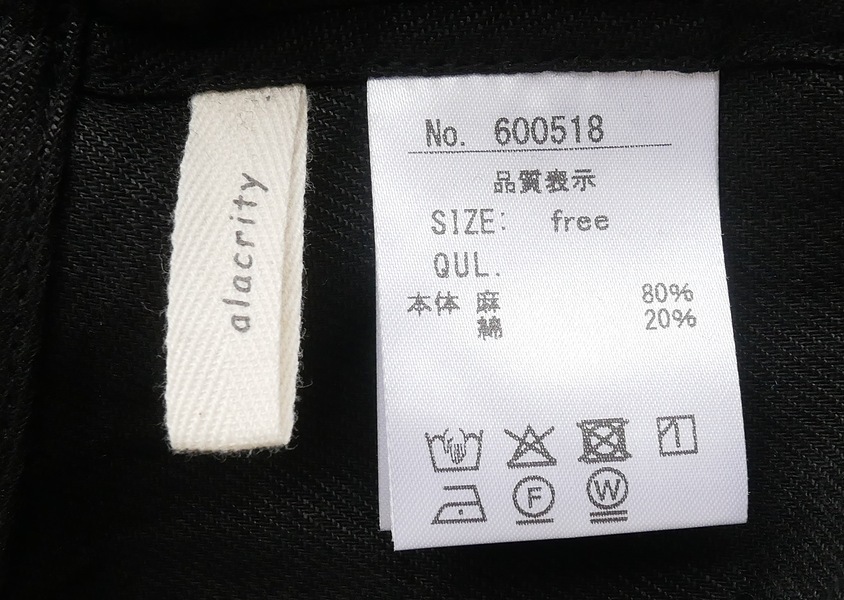 alacrity
No. 600518
品質表示
SIZE: free
QUL.
本体 麻 80%
綿 20%
F W